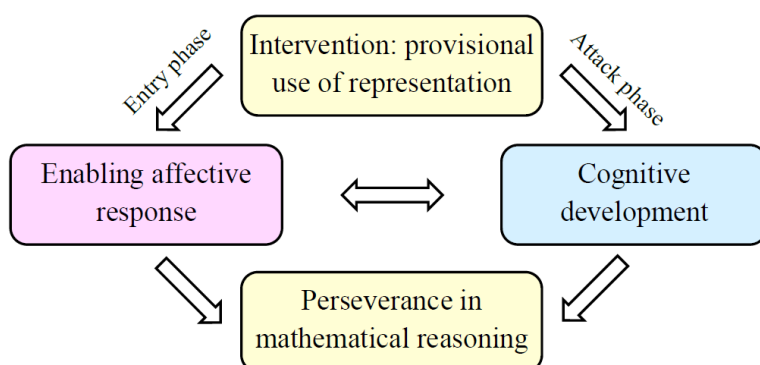 Intervention: provisional
use of representation
Entry phase
Attack phase
Enabling affective
response
Cognitive
development
Perseverance in
mathematical reasoning